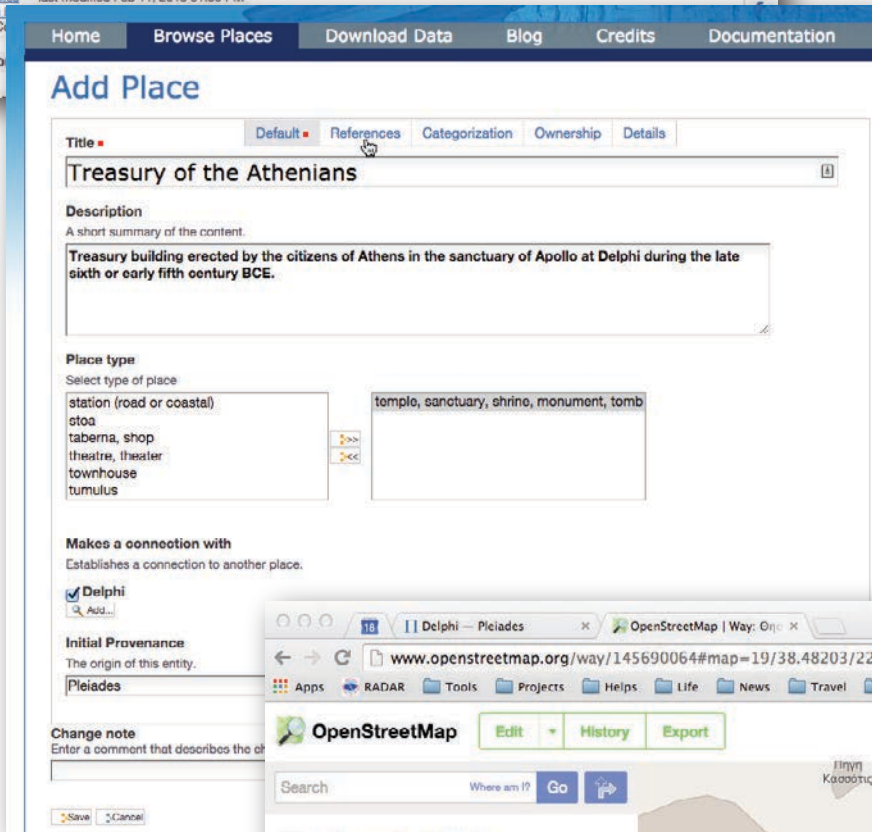 Home Browse Places Download Data Blog Credits Documentation
Add Place
Default References Categorization Ownership Details
Title
Treasury of the Athenians
Description
A short summary of the content.
Treasury building erected by the citizens of Athens in the sanctuary of Apollo at Delphi during the late
sixth or early fifth century BCE.
Place type
Select type of place
station (road or coastal)
stoa
taberna, shop
theatre, theater
townhouse
tumulus
temple, sanctuary, shrine, monument, tomb
>>
<<
Makes a connection with
Establishes a connection to another place.
Delphi
Add...
Initial Provenance
The origin of this entity.
Pleiades
Change note
Enter a comment that describes the
Save Cancel
18 Delphi — Pleiades × OpenStreetMap | Way: ×
www.openstreetmap.org/way/145690064#map=19/38.48203/22
Apps RADAR Tools Projects Helps Life News Travel
OpenStreetMap Edit History Export
Search Where am I? Go
Πηγή